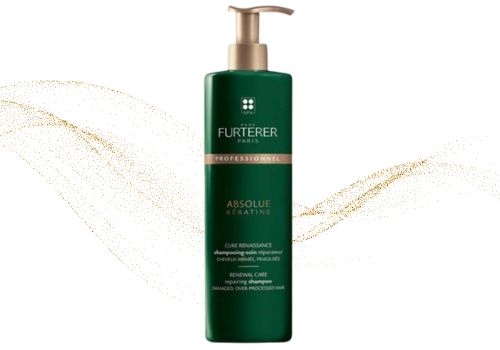 SPA
RENE
FURTERER
PARIS
PROFESSIONNEL
ABSOLUE
KÉRATINE
CURE RENAISSANCE
shampooing-soin réparateur
CHEVEUX ABÎMÉS, FRAGILISÉS
RENEWAL CARE
repairing shampoo
DAMAGED, OVER-PROCESSED HAIR